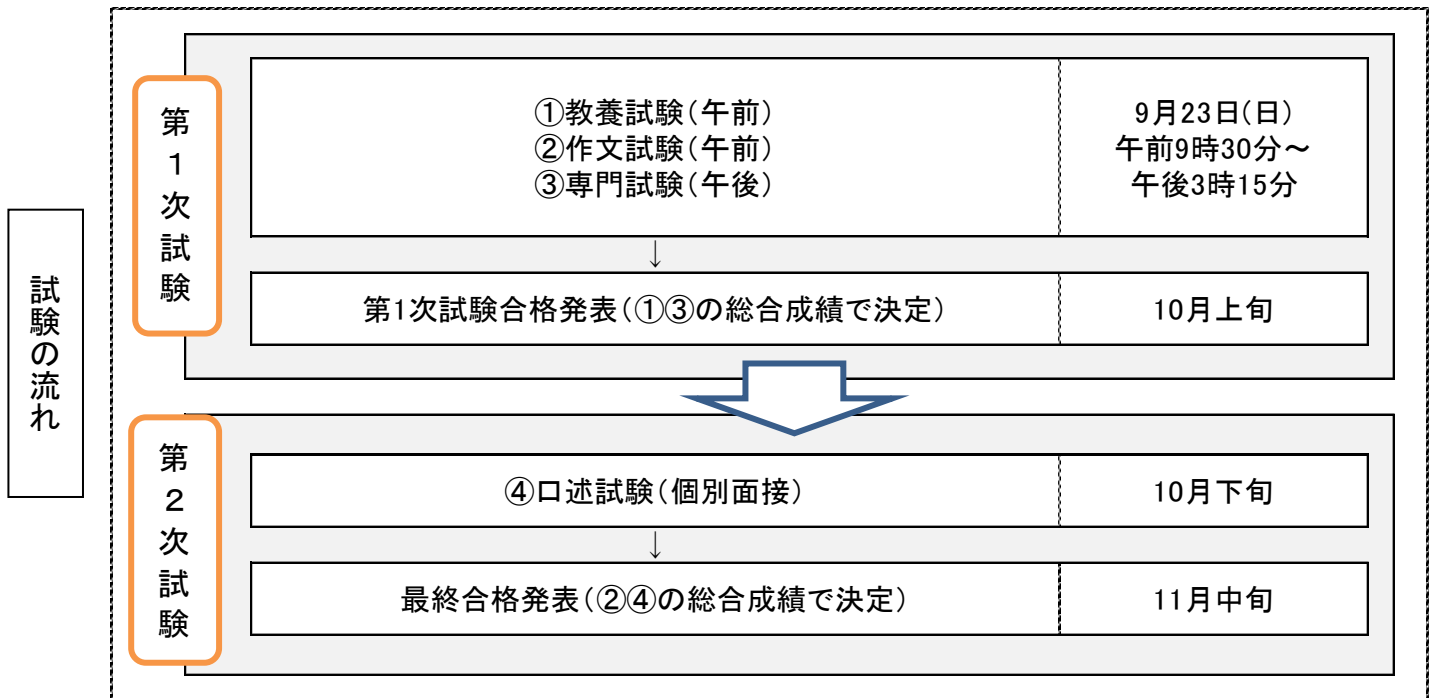 試験の流れ
第1次試験
①教養試験(午前)
②作文試験(午前)
③専門試験(午後)
9月23日(日)
午前9時30分～
午後3時15分
↓
第1次試験合格発表(①③の総合成績で決定)
10月上旬
第2次試験
④口述試験(個別面接)
10月下旬
↓
最終合格発表(②④の総合成績で決定)
11月中旬